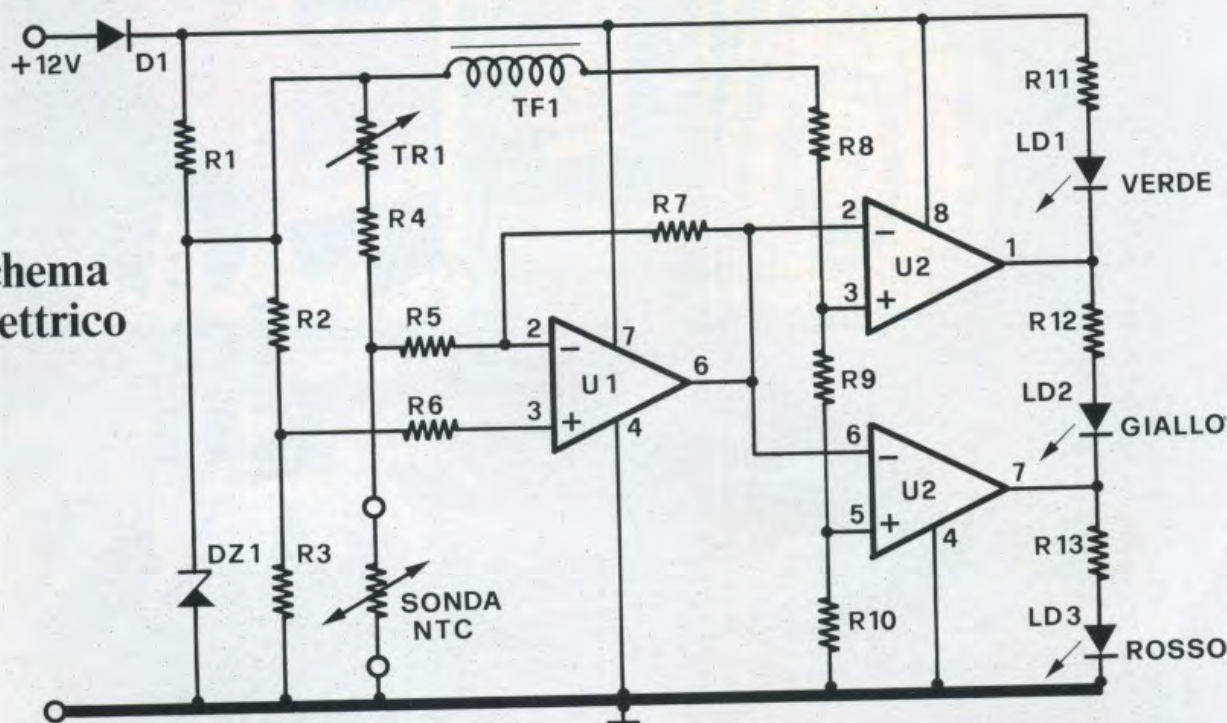 +12V
D1
R11
TF1
LD1
R8
R1
TR1
VERDE
R7
R4
2
8
chema
U2
1
ettrico
R2
R5
2
3
R12
7
R9
U1
6
R6
LD2
3
4
6
GIALLO
U2
7
5
4
DZ1
R3
R13
SONDA
NTC
R10
LD3
ROSSO